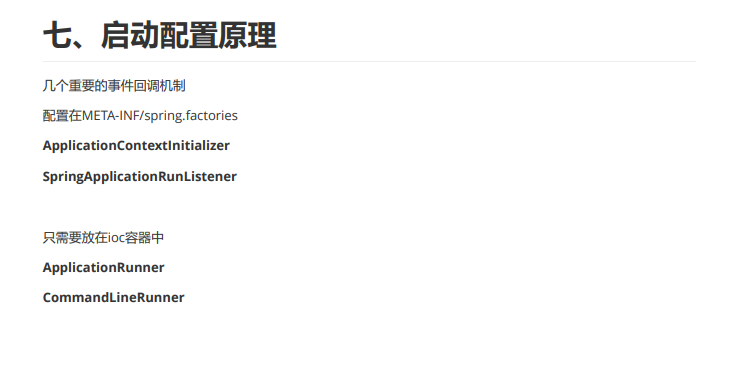 七、启动配置原理
几个重要的事件回调机制
配置在META-INF/spring.factories
ApplicationContextInitializer
SpringApplicationRunListener
只需要放在ioc容器中
ApplicationRunner
CommandLineRunner